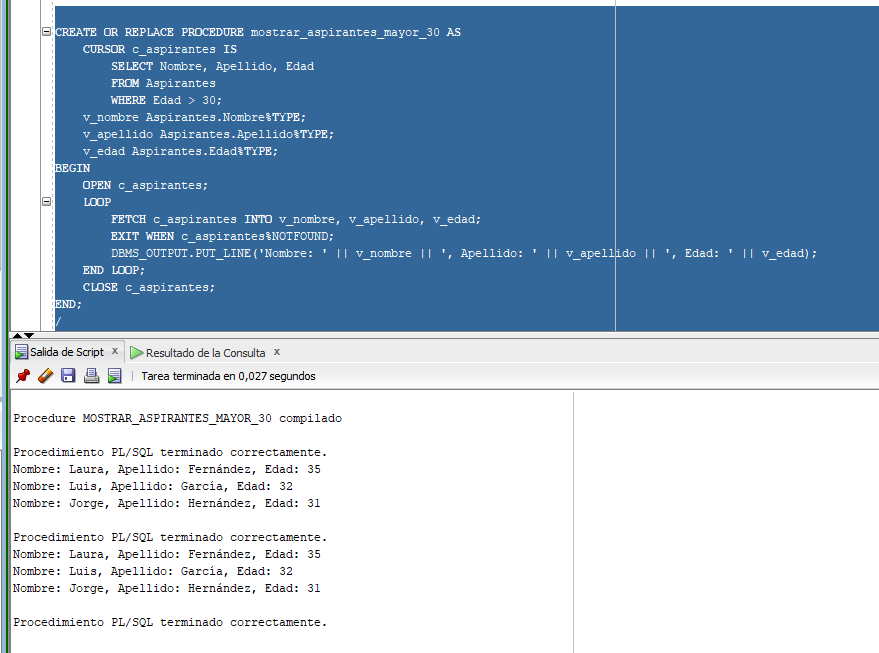 CREATE OR REPLACE PROCEDURE mostrar_aspirantes_mayor_30 AS
    CURSOR c_aspirantes IS
        SELECT Nombre, Apellido, Edad
        FROM Aspirantes
        WHERE Edad > 30;
    v_nombre Aspirantes.Nombre%TYPE;
    v_apellido Aspirantes.Apellido%TYPE;
    v_edad Aspirantes.Edad%TYPE;
BEGIN
    OPEN c_aspirantes;
    LOOP
        FETCH c_aspirantes INTO v_nombre, v_apellido, v_edad;
        EXIT WHEN c_aspirantes%NOTFOUND;
        DBMS_OUTPUT.PUT_LINE('Nombre: ' || v_nombre || ', Apellido: ' || v_apellido || ', Edad: ' || v_edad);
    END LOOP;
    CLOSE c_aspirantes;
END;
/
Salida de Script x Resultado de la Consulta x
Tarea terminada en 0,027 segundos
Procedure MOSTRAR_ASPIRANTES_MAYOR_30 compilado
Procedimiento PL/SQL terminado correctamente.
Nombre: Laura, Apellido: Fernández, Edad: 35
Nombre: Luis, Apellido: García, Edad: 32
Nombre: Jorge, Apellido: Hernández, Edad: 31
Procedimiento PL/SQL terminado correctamente.
Nombre: Laura, Apellido: Fernández, Edad: 35
Nombre: Luis, Apellido: García, Edad: 32
Nombre: Jorge, Apellido: Hernández, Edad: 31
Procedimiento PL/SQL terminado correctamente.